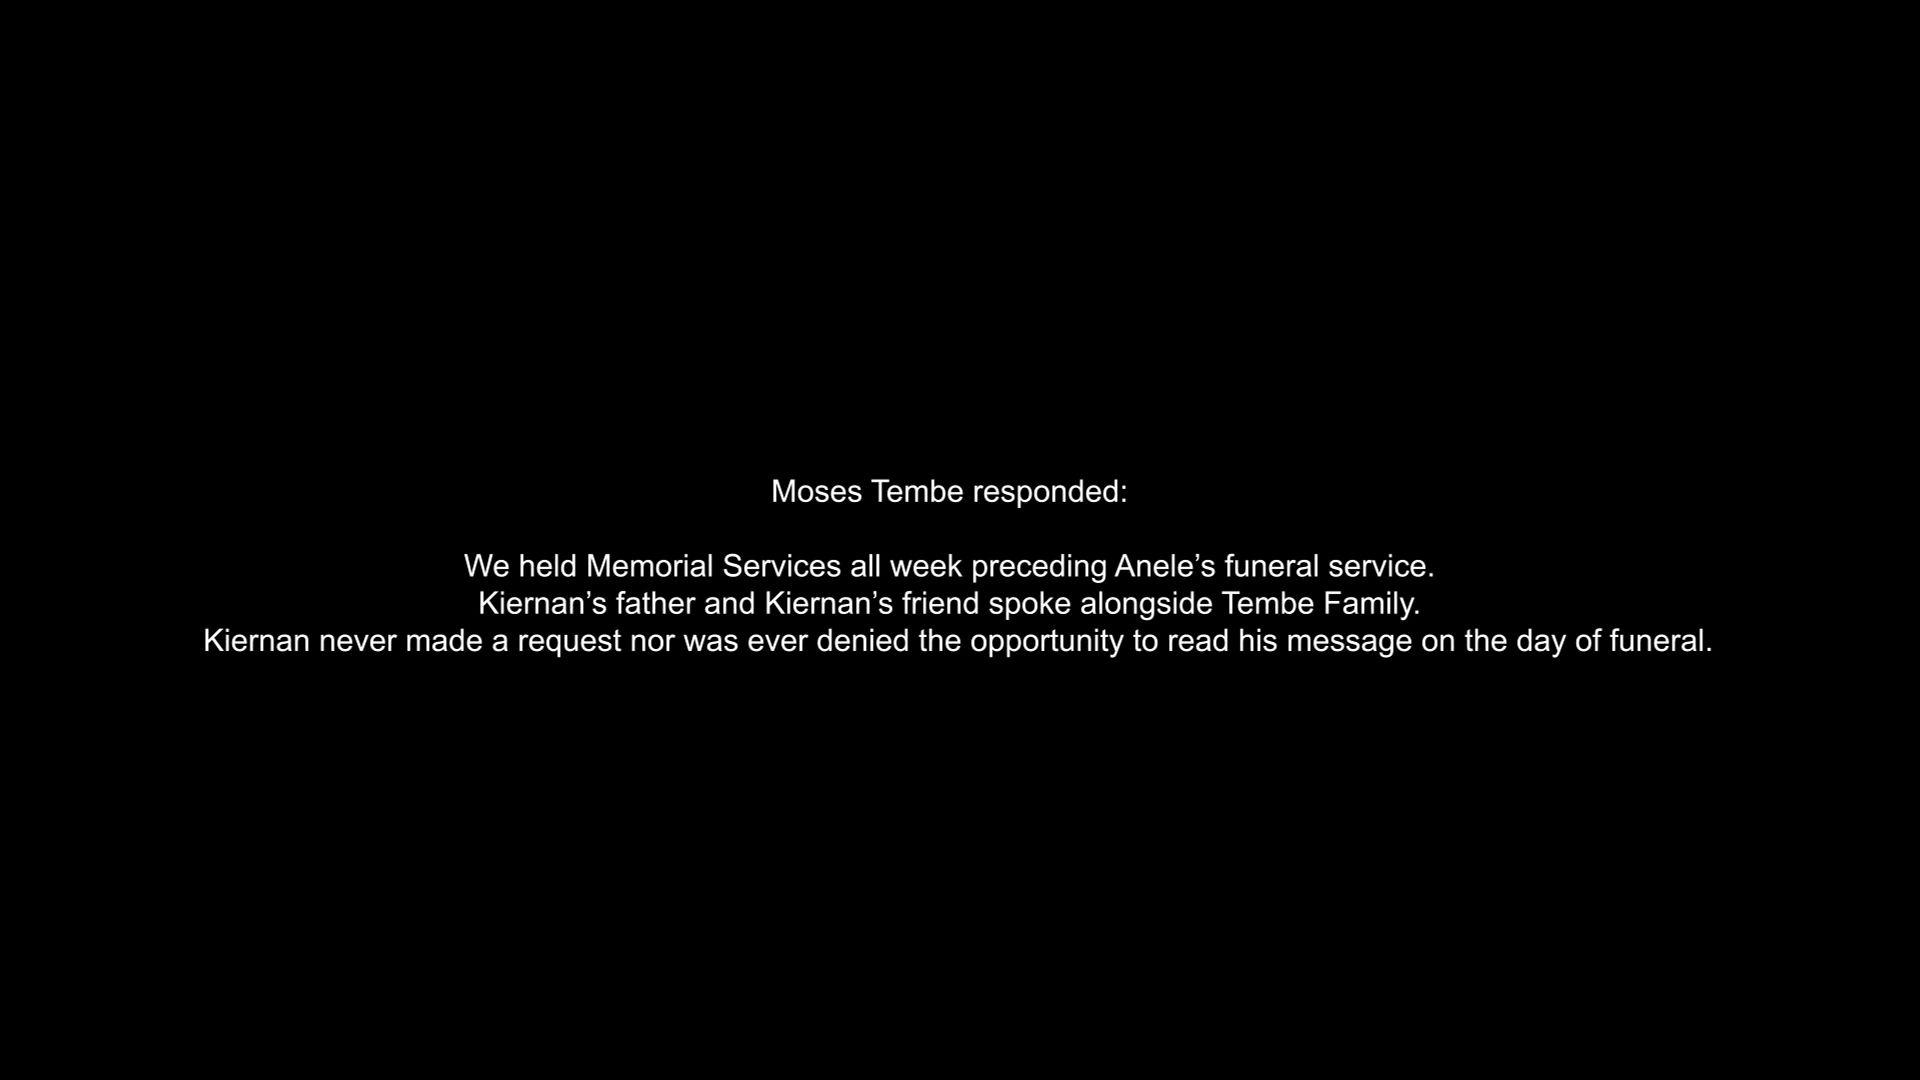 Moses Tembe responded:
We held Memorial Services all week preceding Anele’s funeral service.
Kiernan’s father and Kiernan’s friend spoke alongside Tembe Family.
Kiernan never made a request nor was ever denied the opportunity to read his message on the day of funeral.